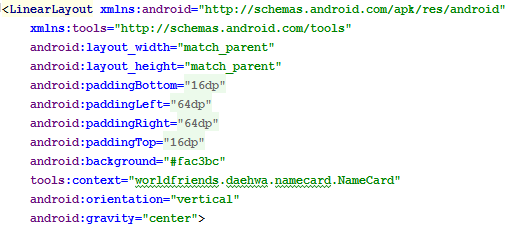 <LinearLayout xmlns:android="http://schemas.android.com/apk/res/android"
xmlns:tools="http://schemas.android.com/tools"
android:layout_width="match_parent"
android:layout_height="match_parent"
android:paddingBottom="16dp"
android:paddingLeft="64dp"
android:paddingRight="64dp"
android:paddingTop="16dp"
android:background="#fac3bc"
tools:context="worldfriends.daehwa.namecard.NameCard"
android:orientation="vertical"
android:gravity="center">